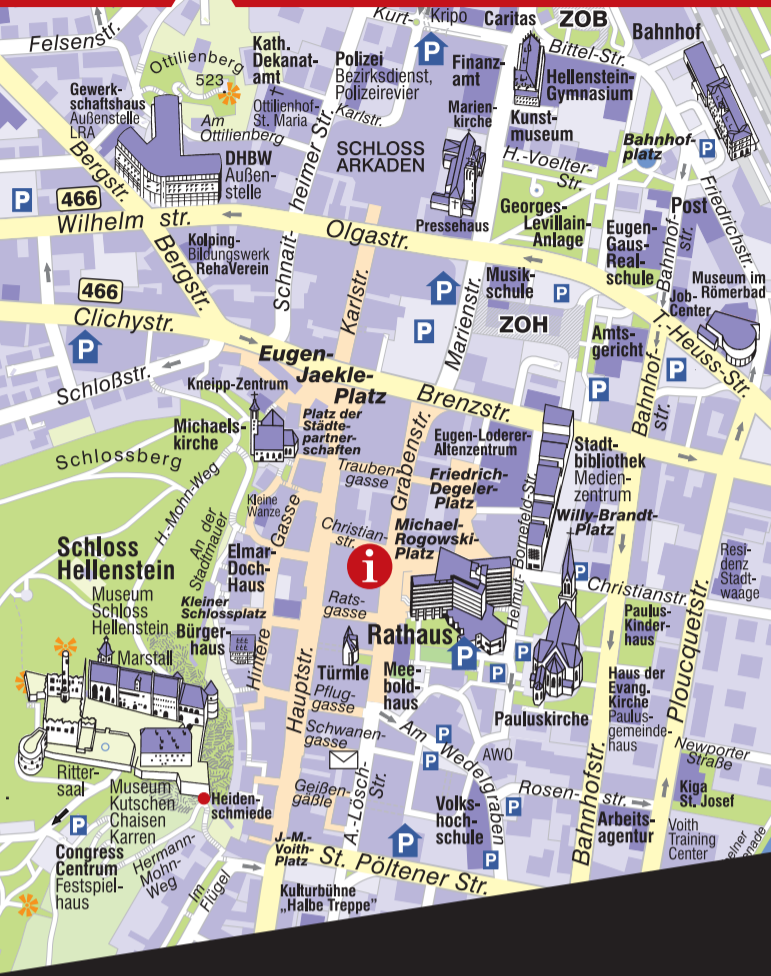 Kurt-
Kripo
Caritas
ZOB
Bahnhof
Felsenstr.
Ottilienberg
523
Kath.
Dekanat-
amt
Polizei
Bezirksdienst,
Polizeirevier
P
Finanz-
amt
Bittel-Str.
Hellenstein-
Gymnasium
Gewerk-
schaftshaus
Außenstelle
LRA
Am
Ottilienberg
Ottilienhof-
St. Maria
Karlstr.
Marien-
kirche
Kunst-
museum
SCHLOSS
ARKADEN
Bahnhof-
platz
P
DHBW
Außen-
stelle
H.-Voelter-
Str.
Friedrichstr.
Bergstr.
P
466
Wilhelm str.
Schnait-
heimer Str.
Olgastr.
Pressehaus
Georges-
Levillain-
Anlage
Eugen-
Gaus-
Real-
schule
Post
Bahnhof-
str.
Kolping-
Bildungswerk
RehaVerein
Bergstr.
Karlstr.
P
Marienstr.
Musik-
schule
P
Museum im
Römerbad
Job-
Center
466
Clichystr.
P
P
ZOH
Amts-
gericht
T.-Heuss-Str.
P
P
Schloßstr.
Eugen-
Jaekle-
Platz
Brenzstr.
Bahnhof-
str.
Kneipp-Zentrum
Michaels-
kirche
Platz der
Städte-
partner-
schaften
Grabenstr.
Eugen-Loderer-
Altenzentrum
Stadt-
bibliothek
Medien-
zentrum
Schlossberg
H.-Mohn-Weg
Trauben-
gasse
Friedrich-
Degeler-
Platz
Willy-Brandt-
Platz
Kleine
Wanze
An der
Stadtmauer
Christian-
str.
Michael-
Rogowski-
Platz
Helmut-Bornefeld-Str.
Schloss
Hellenstein
Museum
Schloss
Hellenstein
Elmar-
Doch-
Haus
i
P
Christianstr.
Resi-
denz
Stadt-
waage
Kleiner
Schlossplatz
Bürger-
haus
Hintere
Gasse
Rats-
gasse
Rathaus
P
Paulus-
Kinder-
haus
Marstall
Türmle
Mee-
bold-
haus
P
P
Haus der
Evang.
Kirche
Paulus-
gemeinde-
haus
Ploucquetstr.
Hauptstr.
Pflug-
gasse
Pauluskirche
Schwanen-
gasse
Am Wedelgraben
P
P
AWO
Newporter
Straße
Ritter-
saal
Museum
Kutschen
Chaisen
Karren
Heiden-
schmiede
Geißen-
gäßle
A.-Lösch-
Str.
Rosen-
str.
Kiga
St. Josef
P
Congress
Centrum
Festspiel-
haus
Hermann-
Mohn-
Weg
J.-M.-
Voith-
Platz
P
Volks-
hoch-
schule
P
Bahnhofstr.
Arbeits-
agentur
Voith
Training
Center
St. Pöltener Str.
Im
Flügel
Kulturbühne
„Halbe Treppe"